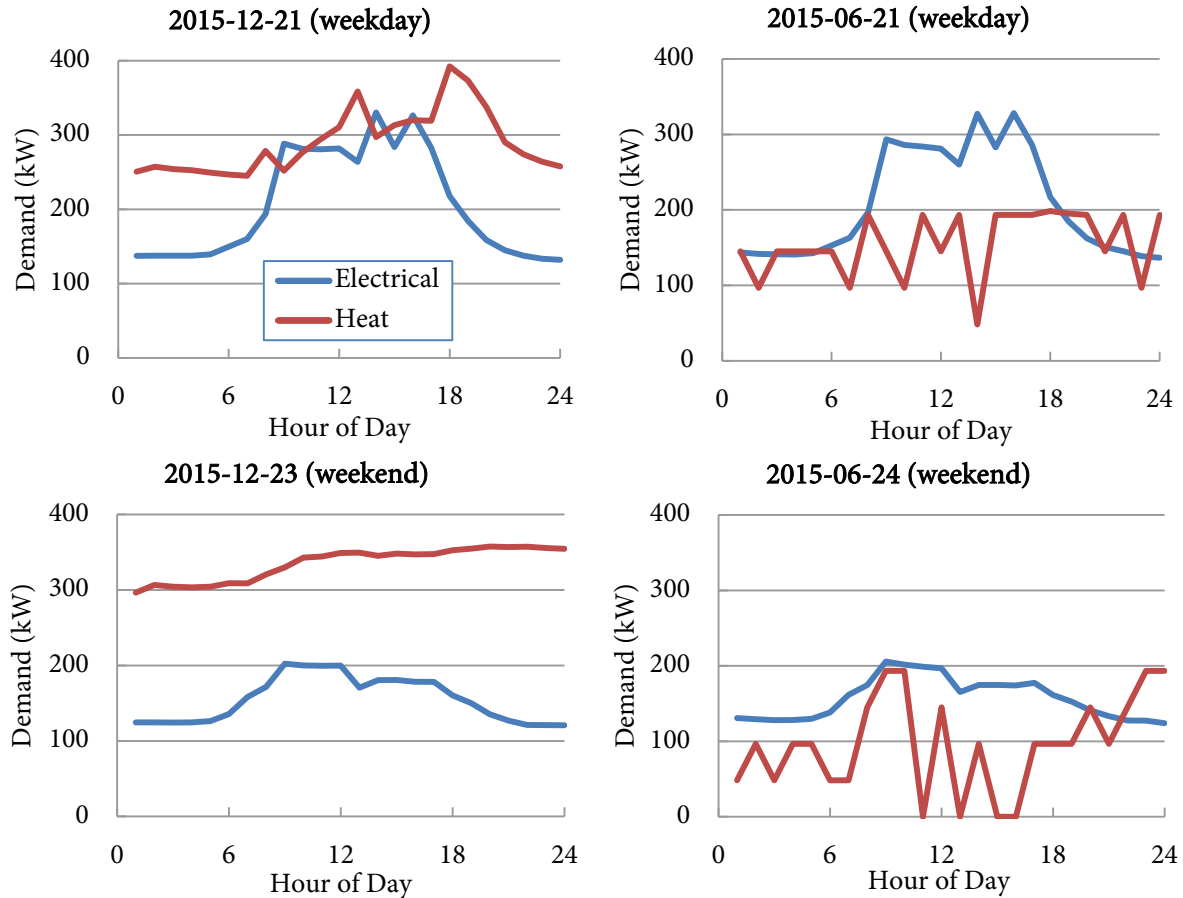 2015-12-21 (weekday)
400
300
200
100
0
Demand (kW)
Electrical
Heat
0 6 12 18 24
Hour of Day
2015-06-21 (weekday)
400
300
200
100
0
Demand (kW)
0 6 12 18 24
Hour of Day
2015-12-23 (weekend)
400
300
200
100
0
Demand (kW)
0 6 12 18 24
Hour of Day
2015-06-24 (weekend)
400
300
200
100
0
Demand (kW)
0 6 12 18 24
Hour of Day